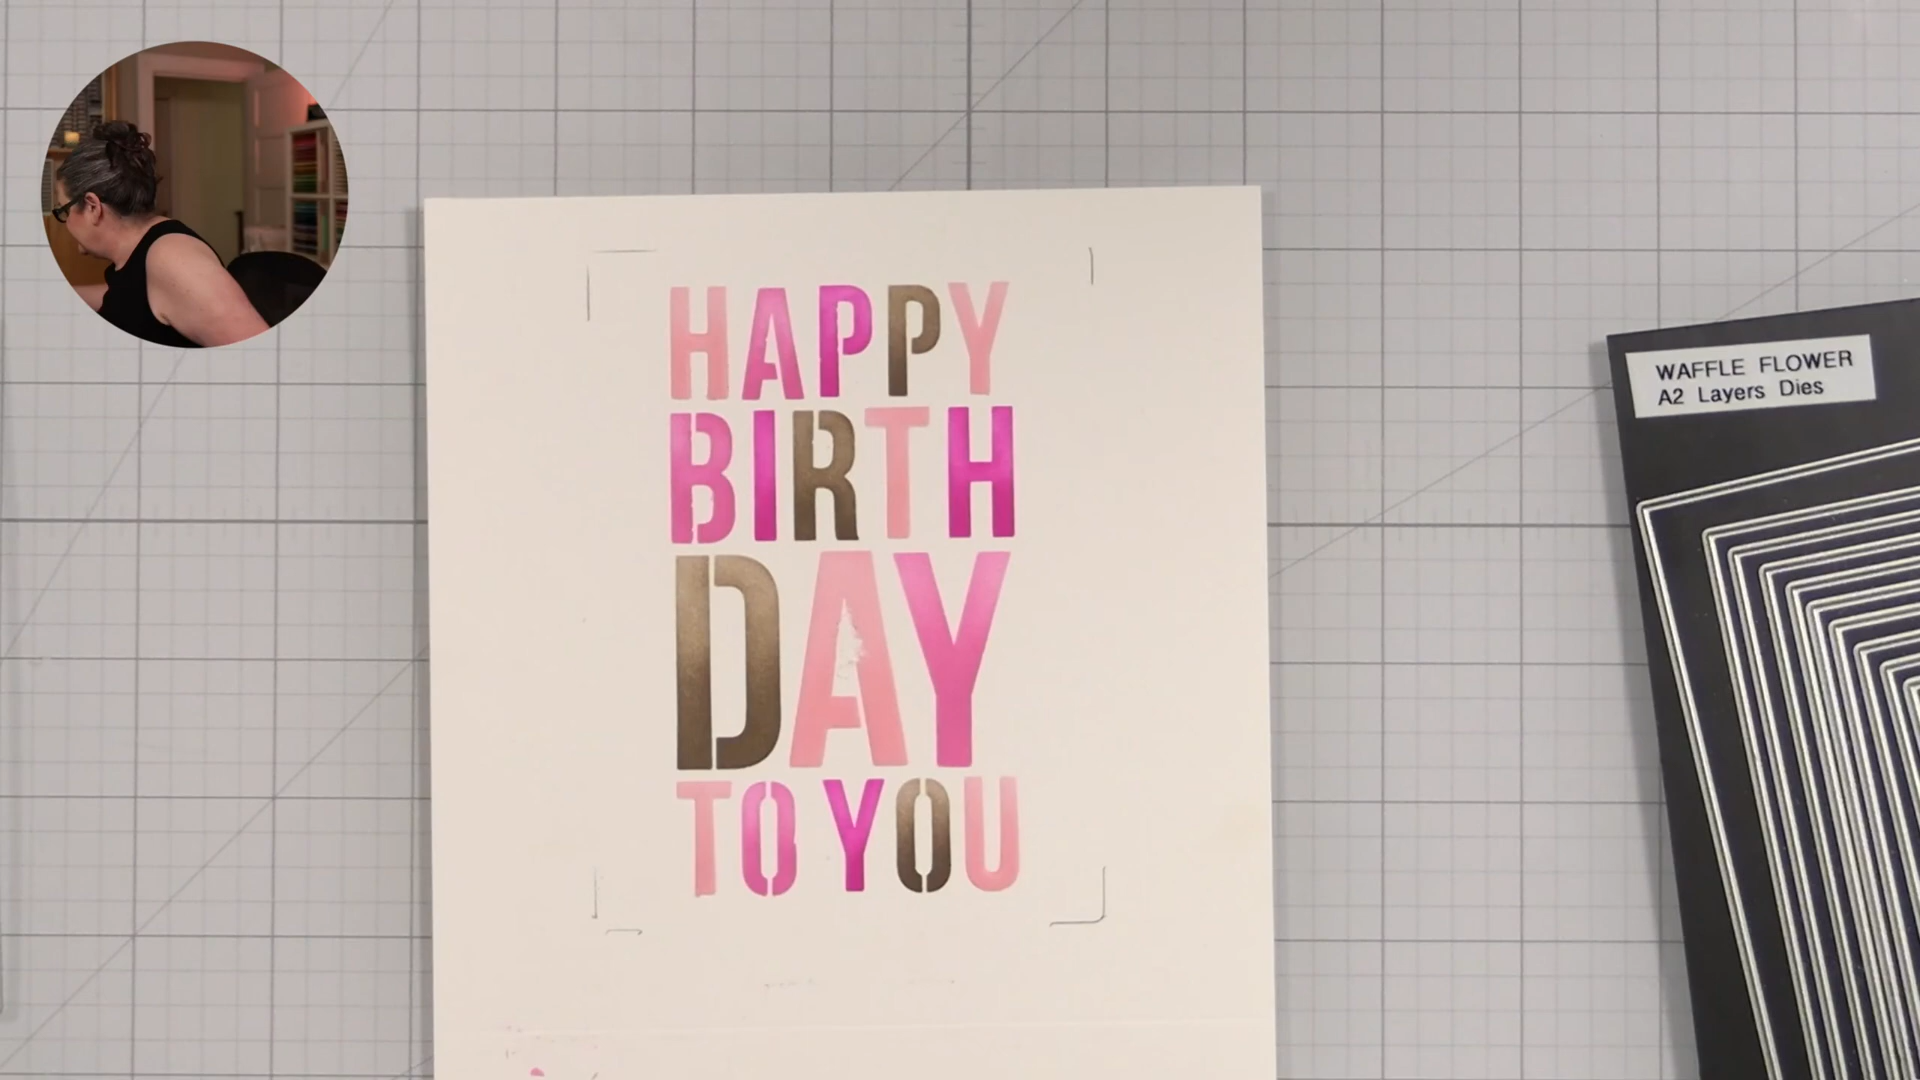 HAPPY
BIRTH
DAY
TO YOU
WAFFLE FLOWER
A2 Layers Dies